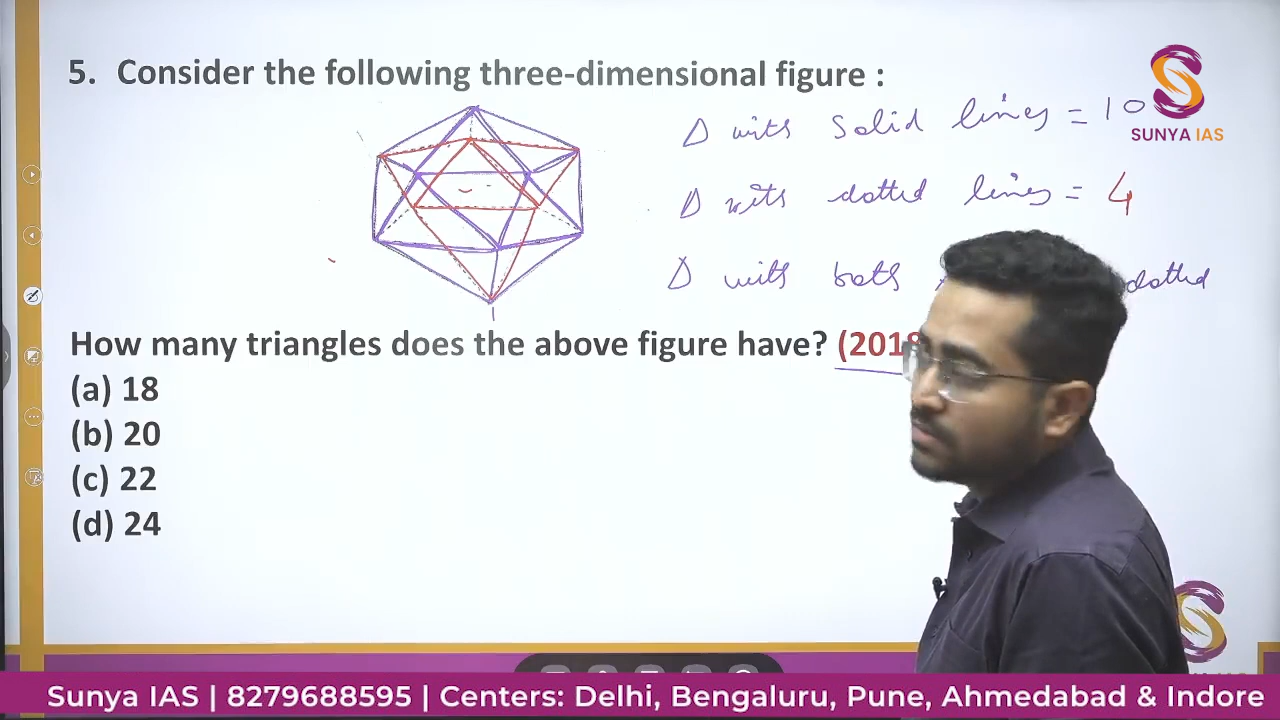 5. Consider the following three-dimensional figure :
Δ with solid lines = 10
SUNYA IAS
Δ with dotted lines = 4
Δ with both dotted
How many triangles does the above figure have? (2018
(a) 18
(b) 20
(c) 22
(d) 24
Sunya IAS | 8279688595 | Centers: Delhi, Bengaluru, Pune, Ahmedabad & Indore